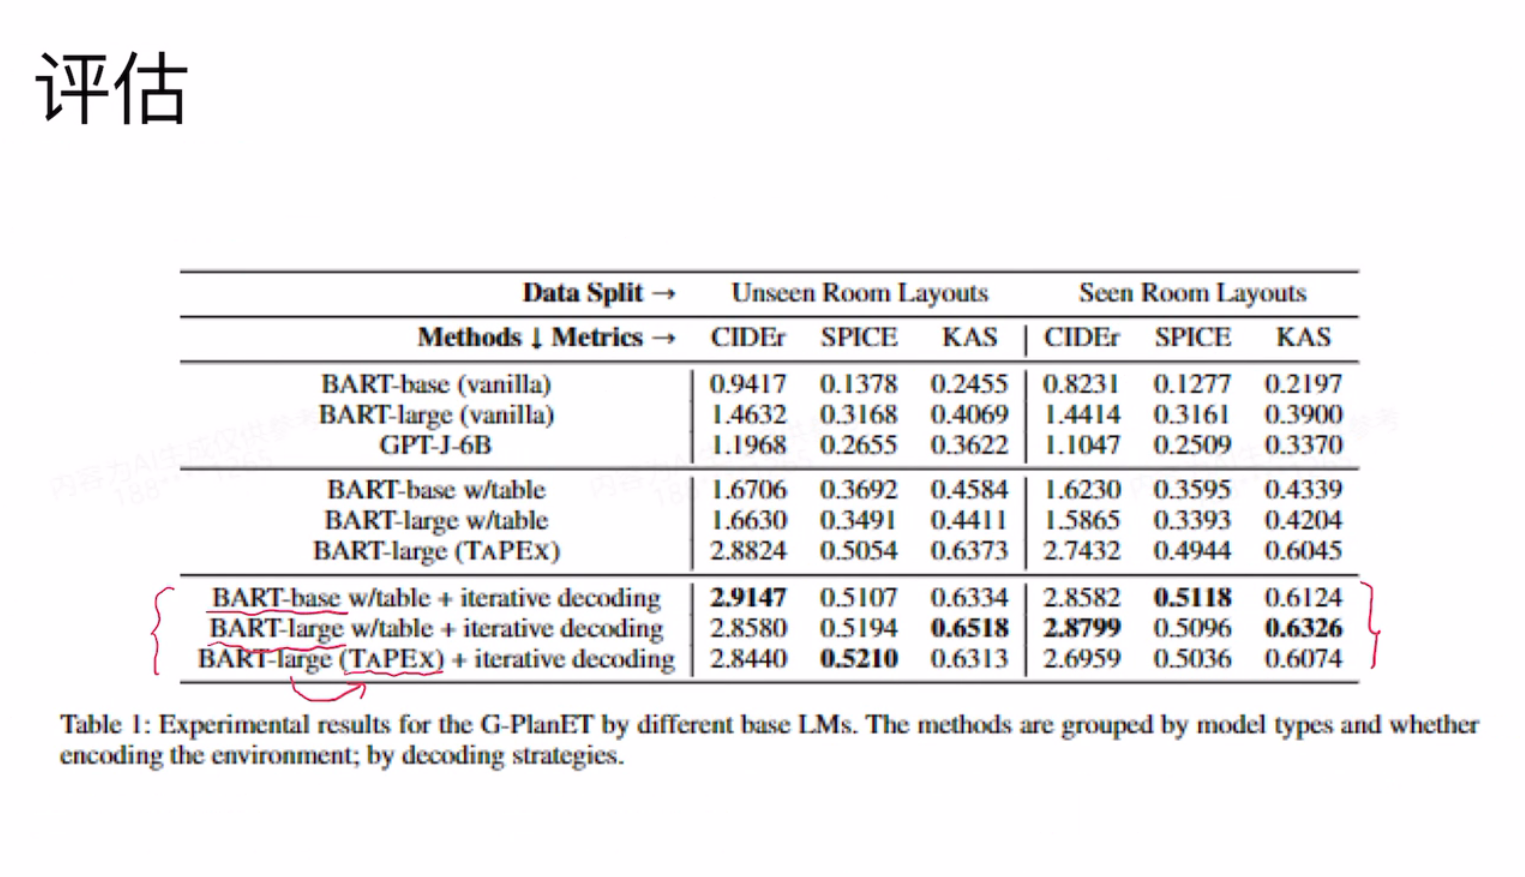 评估
Data Split → Unseen Room Layouts Seen Room Layouts
Methods ↓ Metrics → CIDEr SPICE KAS CIDEr SPICE KAS
BART-base (vanilla) 0.9417 0.1378 0.2455 0.8231 0.1277 0.2197
BART-large (vanilla) 1.4632 0.3168 0.4069 1.4414 0.3161 0.3900
GPT-J-6B 1.1968 0.2655 0.3622 1.1047 0.2509 0.3370
BART-base w/table 1.6706 0.3692 0.4584 1.6230 0.3595 0.4339
BART-large w/table 1.6630 0.3491 0.4411 1.5865 0.3393 0.4204
BART-large (TAPEX) 2.8824 0.5054 0.6373 2.7432 0.4944 0.6045
BART-base w/table + iterative decoding 2.9147 0.5107 0.6334 2.8582 0.5118 0.6124
BART-large w/table + iterative decoding 2.8580 0.5194 0.6518 2.8799 0.5096 0.6326
BART-large (TAPEX) + iterative decoding 2.8440 0.5210 0.6313 2.6959 0.5036 0.6074
Table 1: Experimental results for the G-PlanET by different base LMs. The methods are grouped by model types and whether
encoding the environment; by decoding strategies.